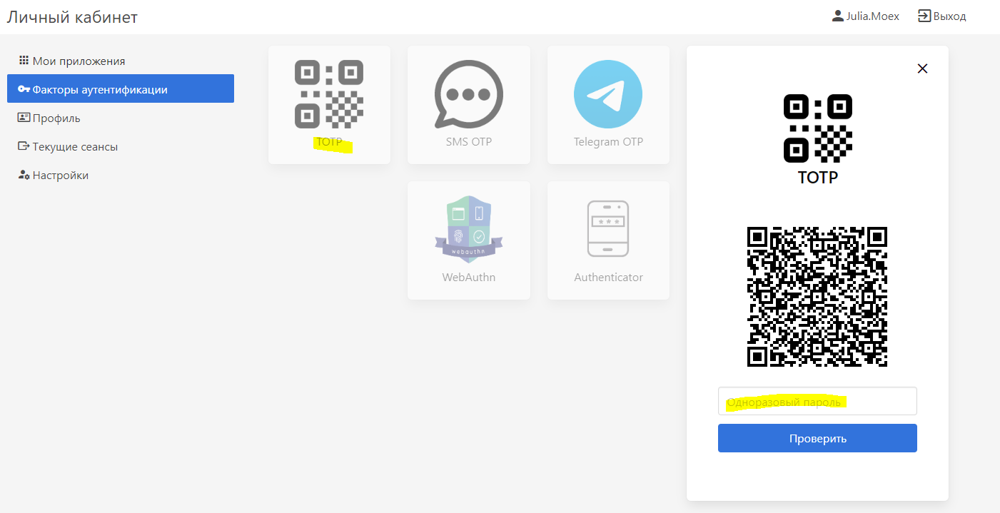 Личный кабинет
Julia.Moex
Выход
Мои приложения
Факторы аутентификации
Профиль
Текущие сеансы
Настройки
TOTP
SMS OTP
Telegram OTP
webauthn
WebAuthn
***
Authenticator
TOTP
Одноразовый пароль
Проверить